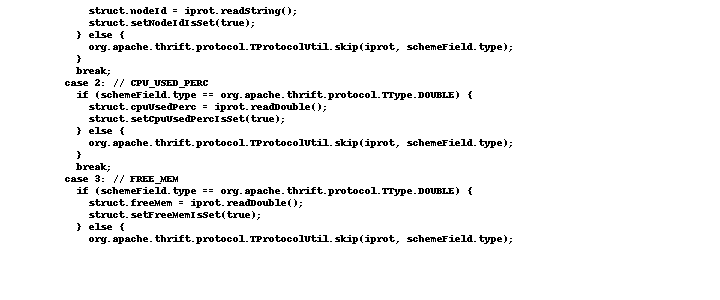 struct.nodeId = iprot.readString();
struct.setNodeIdIsSet(true);
} else {
org.apache.thrift.protocol.TProtocolUtil.skip(iprot, schemeField.type);
}
break;
case 2: // CPU_USED_PERC
if (schemeField.type == org.apache.thrift.protocol.TType.DOUBLE) {
struct.cpuUsedPerc = iprot.readDouble();
struct.setCpuUsedPercIsSet(true);
} else {
org.apache.thrift.protocol.TProtocolUtil.skip(iprot, schemeField.type);
}
break;
case 3: // FREE_MEM
if (schemeField.type == org.apache.thrift.protocol.TType.DOUBLE) {
struct.freeMem = iprot.readDouble();
struct.setFreeMemIsSet(true);
} else {
org.apache.thrift.protocol.TProtocolUtil.skip(iprot, schemeField.type);